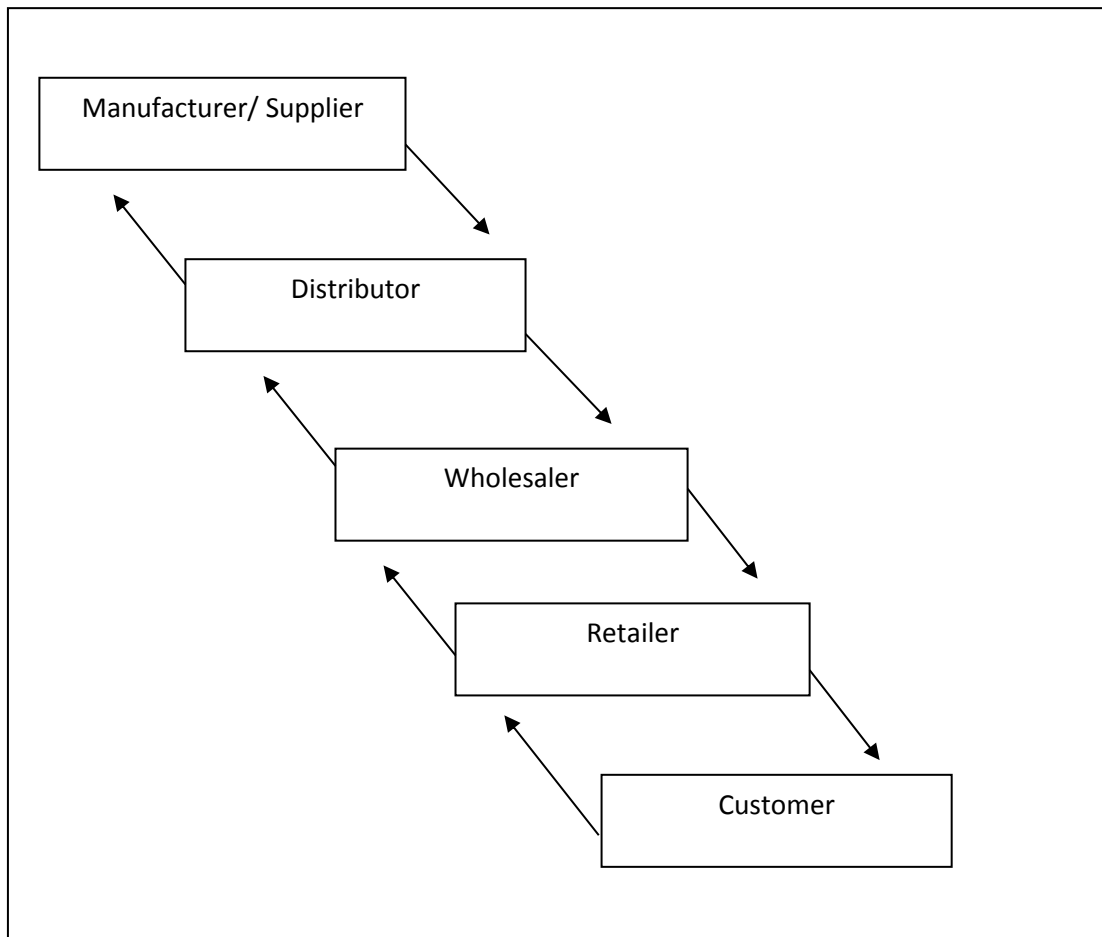 Manufacturer/ Supplier
Distributor
Wholesaler
Retailer
Customer